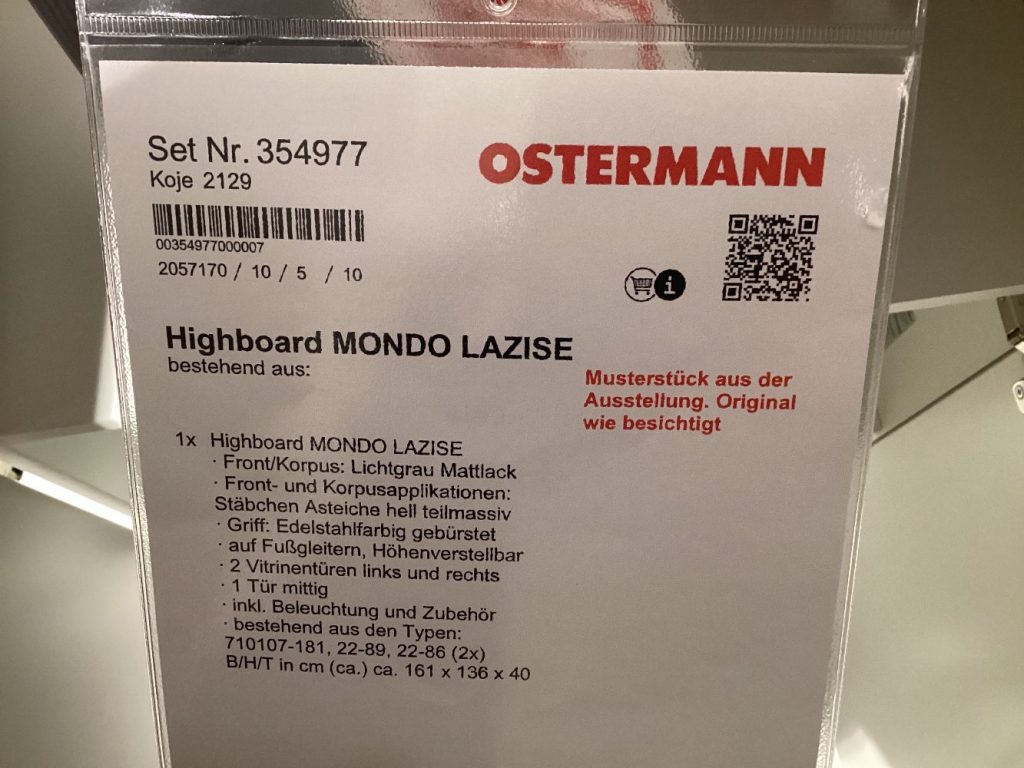 Set Nr. 354977
Koje 2129
OSTERMANN
00354977000007
2057170 / 10 / 5 / 10
i
Highboard MONDO LAZISE
bestehend aus:
Musterstück aus der
Ausstellung. Original
wie besichtigt
1x Highboard MONDO LAZISE
· Front/Korpus: Lichtgrau Mattlack
· Front- und Korpusapplikationen:
Stäbchen Asteiche hell teilmassiv
· Griff: Edelstahlfarbig gebürstet
· auf Fußgleitern, Höhenverstellbar
· 2 Vitrinentüren links und rechts
· 1 Tür mittig
· inkl. Beleuchtung und Zubehör
· bestehend aus den Typen:
710107-181, 22-89, 22-86 (2x)
B/H/T in cm (ca.) ca. 161 x 136 x 40